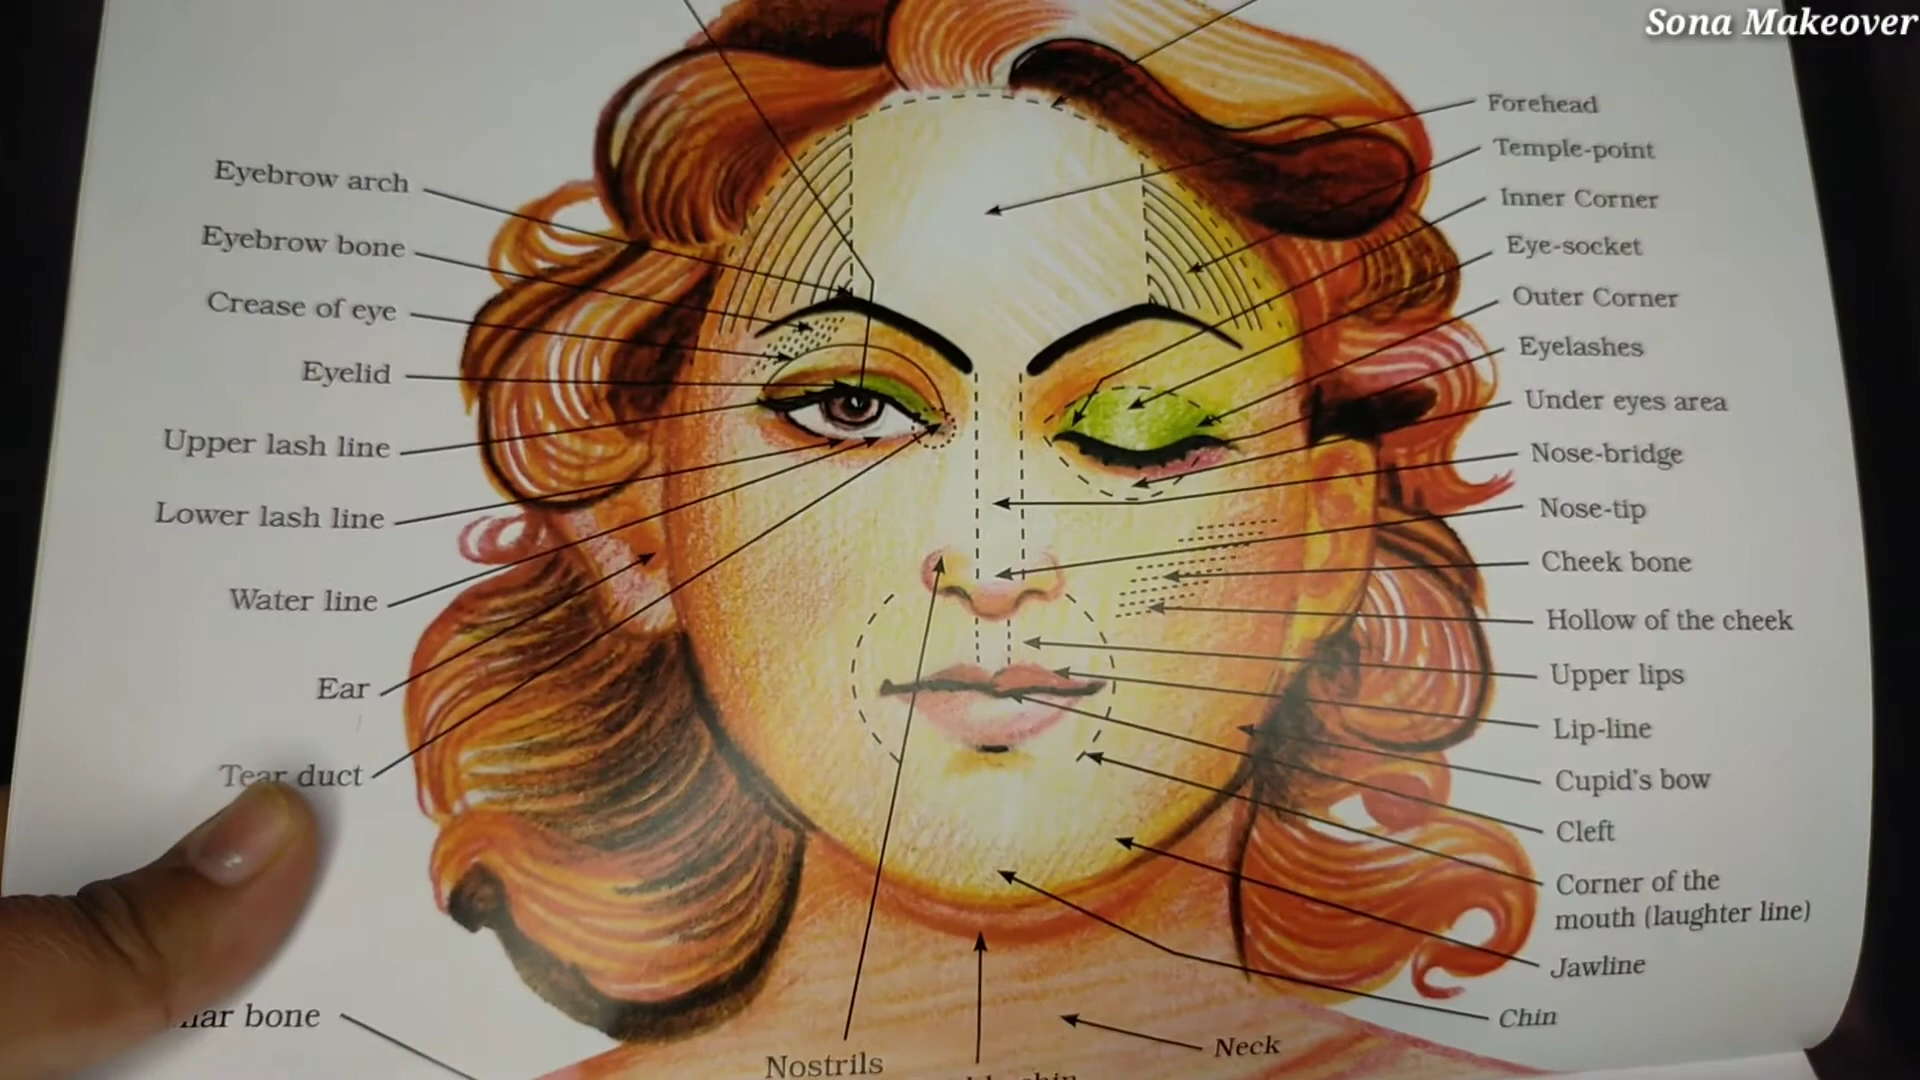 Sona Makeover
Eyebrow arch
Eyebrow bone
Crease of eye
Eyelid
Upper lash line
Lower lash line
Water line
Ear
Tear duct
bone
Nostrils
chin
Neck
Forehead
Temple-point
Inner Corner
Eye-socket
Outer Corner
Eyelashes
Under eyes area
Nose-bridge
Nose-tip
Cheek bone
Hollow of the cheek
Upper lips
Lip-line
Cupid's bow
Cleft
Corner of the
mouth (laughter line)
Jawline
Chin